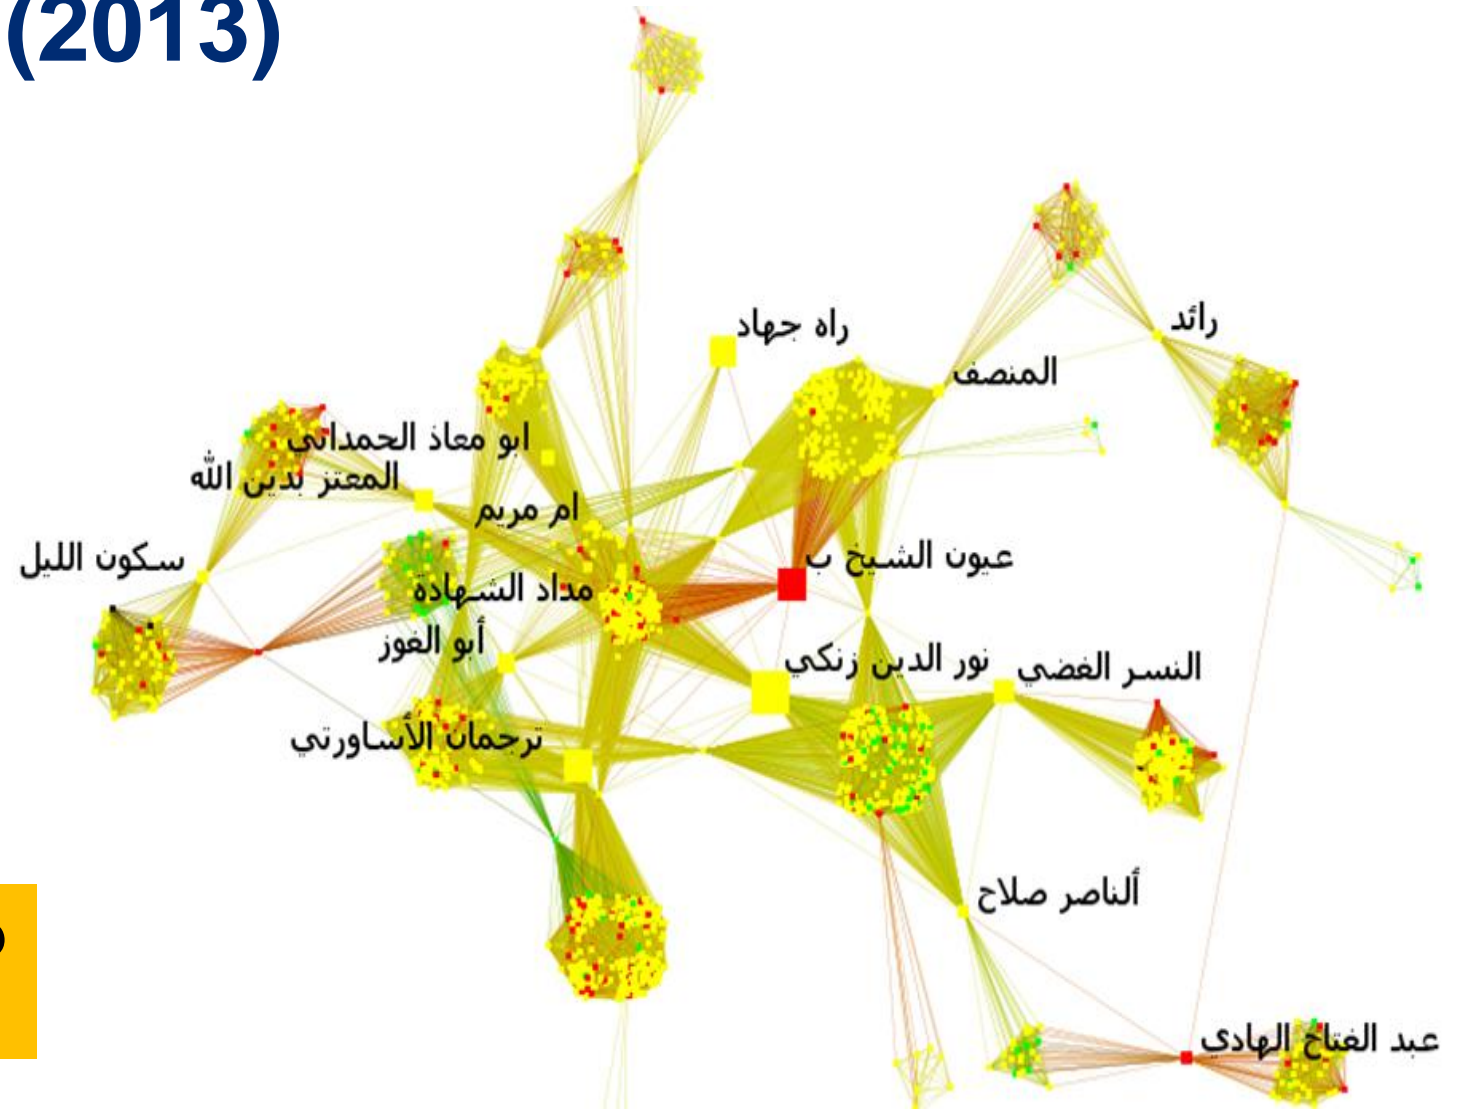 (2013)
راه جهاد
رائد
المنصف
ابو معاذ الحمداني
المعتز بدين الله
ام مريم
سكون الليل
عيون الشيخ ب
مداد الشهادة
أبو الفوز
نور الدين زنكي
النسر الفضي
ترجمان الأساورتي
ألناصر صلاح
عبد الفتاح الهادي